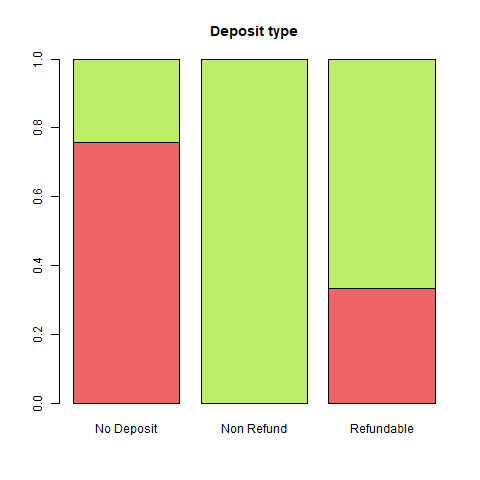 Deposit type
1.0
0.8
0.6
0.4
0.2
0.0
No Deposit
Non Refund
Refundable